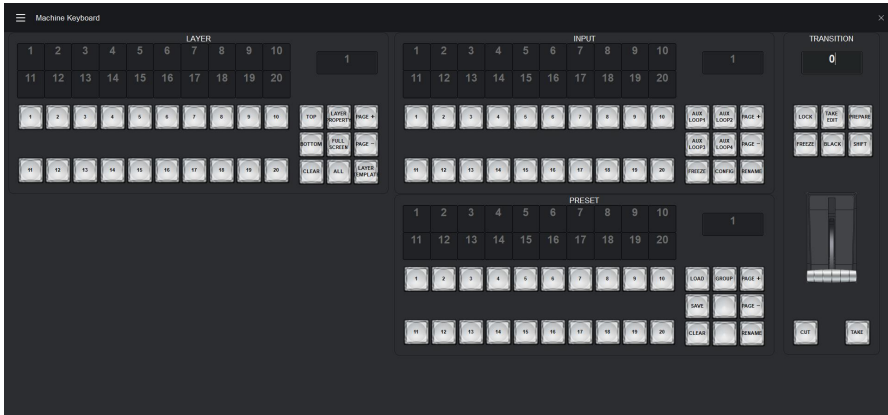 Machine Keyboard
LAYER
1 2 3 4 5 6 7 8 9 10
1
11 12 13 14 15 16 17 18 19 20
1 2 3 4 5 6 7 8 9 10
TOP LAYER ROPERT PAGE +
BOTTOM FULL SCREEN PAGE -
11 12 13 14 15 16 17 18 19 20
CLEAR ALL LAYER EMPLAT
INPUT
1 2 3 4 5 6 7 8 9 10
1
11 12 13 14 15 16 17 18 19 20
1 2 3 4 5 6 7 8 9 10
AUX LOOP1 AUX LOOP2 PAGE +
AUX LOOP3 AUX LOOP4 PAGE -
11 12 13 14 15 16 17 18 19 20
FREEZE CONFIG RENAME
PRESET
1 2 3 4 5 6 7 8 9 10
1
11 12 13 14 15 16 17 18 19 20
1 2 3 4 5 6 7 8 9 10
LOAD GROUP PAGE +
SAVE PAGE -
11 12 13 14 15 16 17 18 19 20
CLEAR RENAME
TRANSITION
0
LOCK TAKE EDIT PREPARE
FREEZE BLACK SHIFT
CUT TAKE